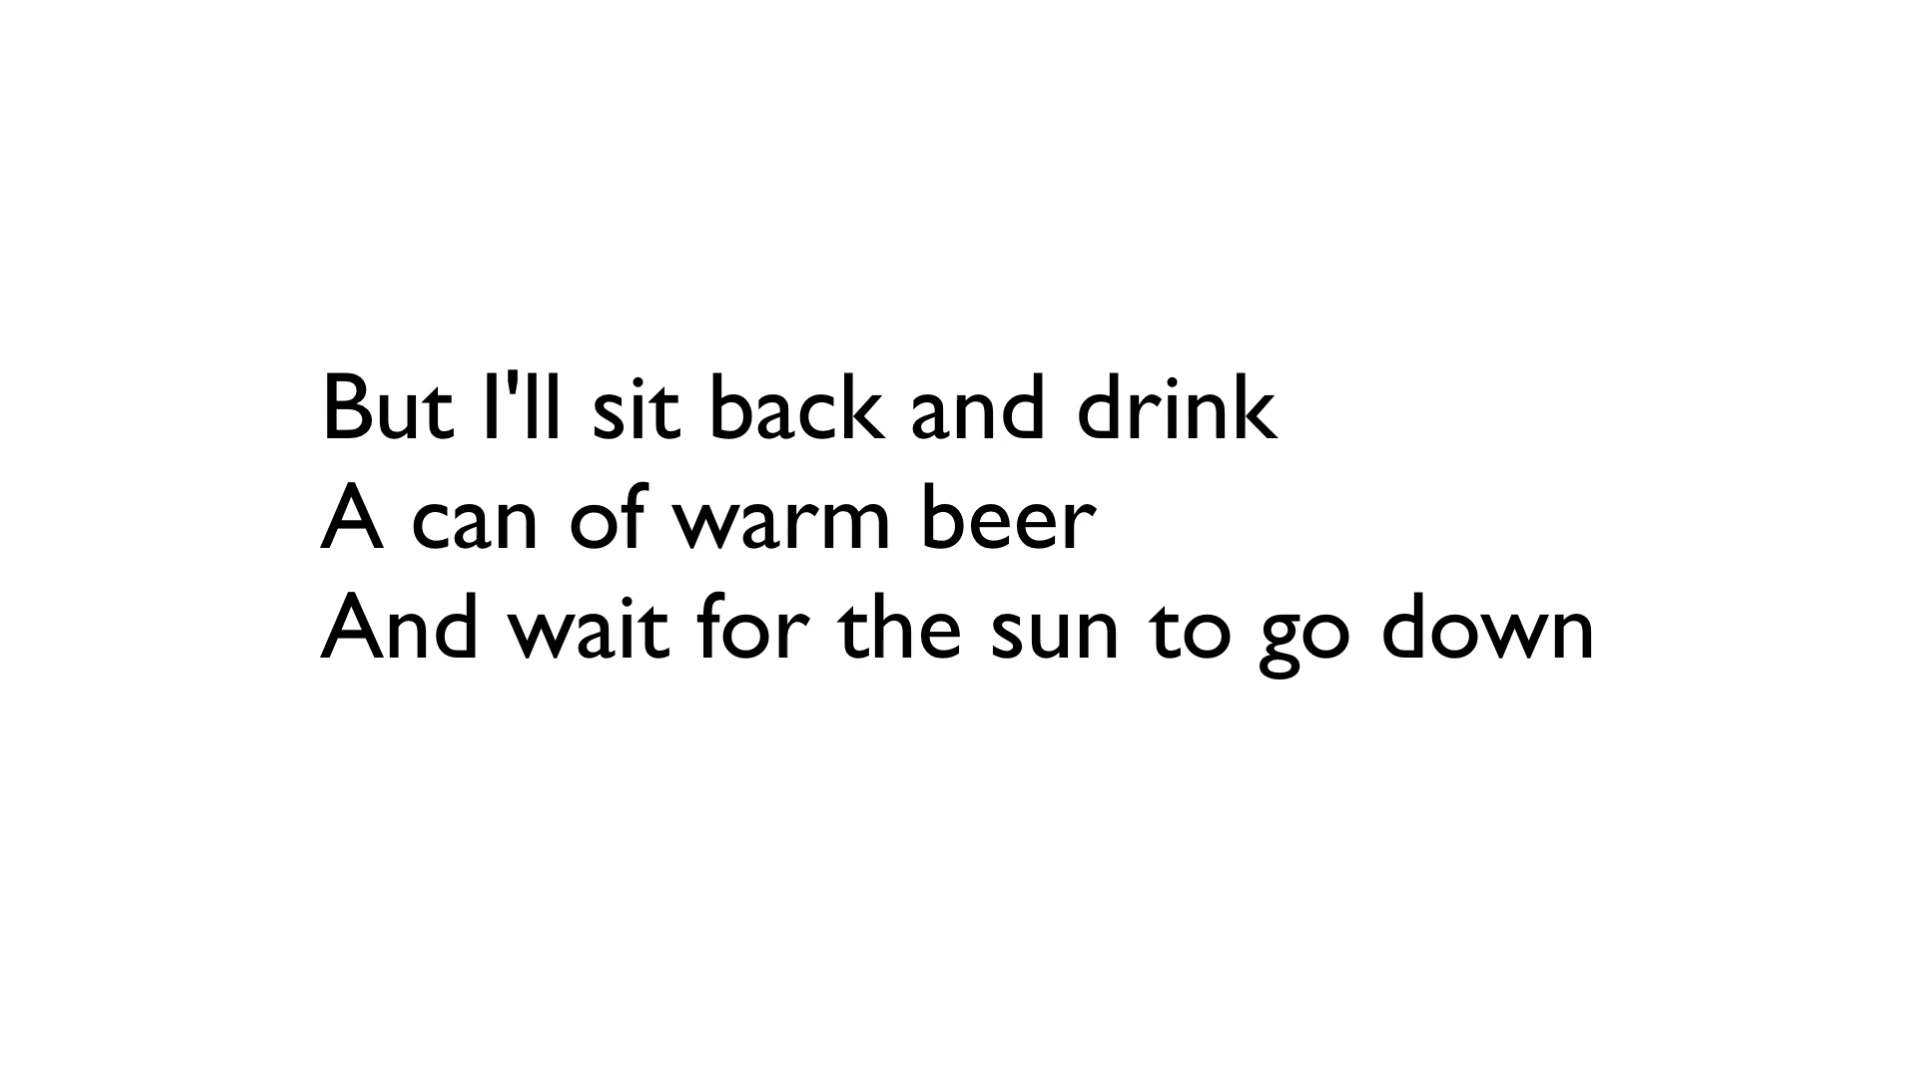 But I'll sit back and drink
A can of warm beer
And wait for the sun to go down